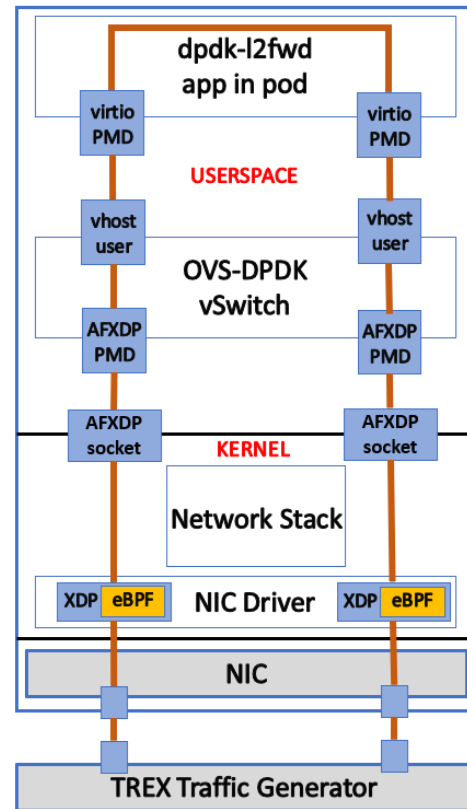 dpdk-l2fwd
app in pod
virtio
PMD
virtio
PMD
USERSPACE
vhost
user
vhost
user
OVS-DPDK
vSwitch
AFXDP
PMD
AFXDP
PMD
AFXDP
socket
AFXDP
socket
KERNEL
Network Stack
XDP eBPF
NIC Driver
XDP eBPF
NIC
TREX Traffic Generator